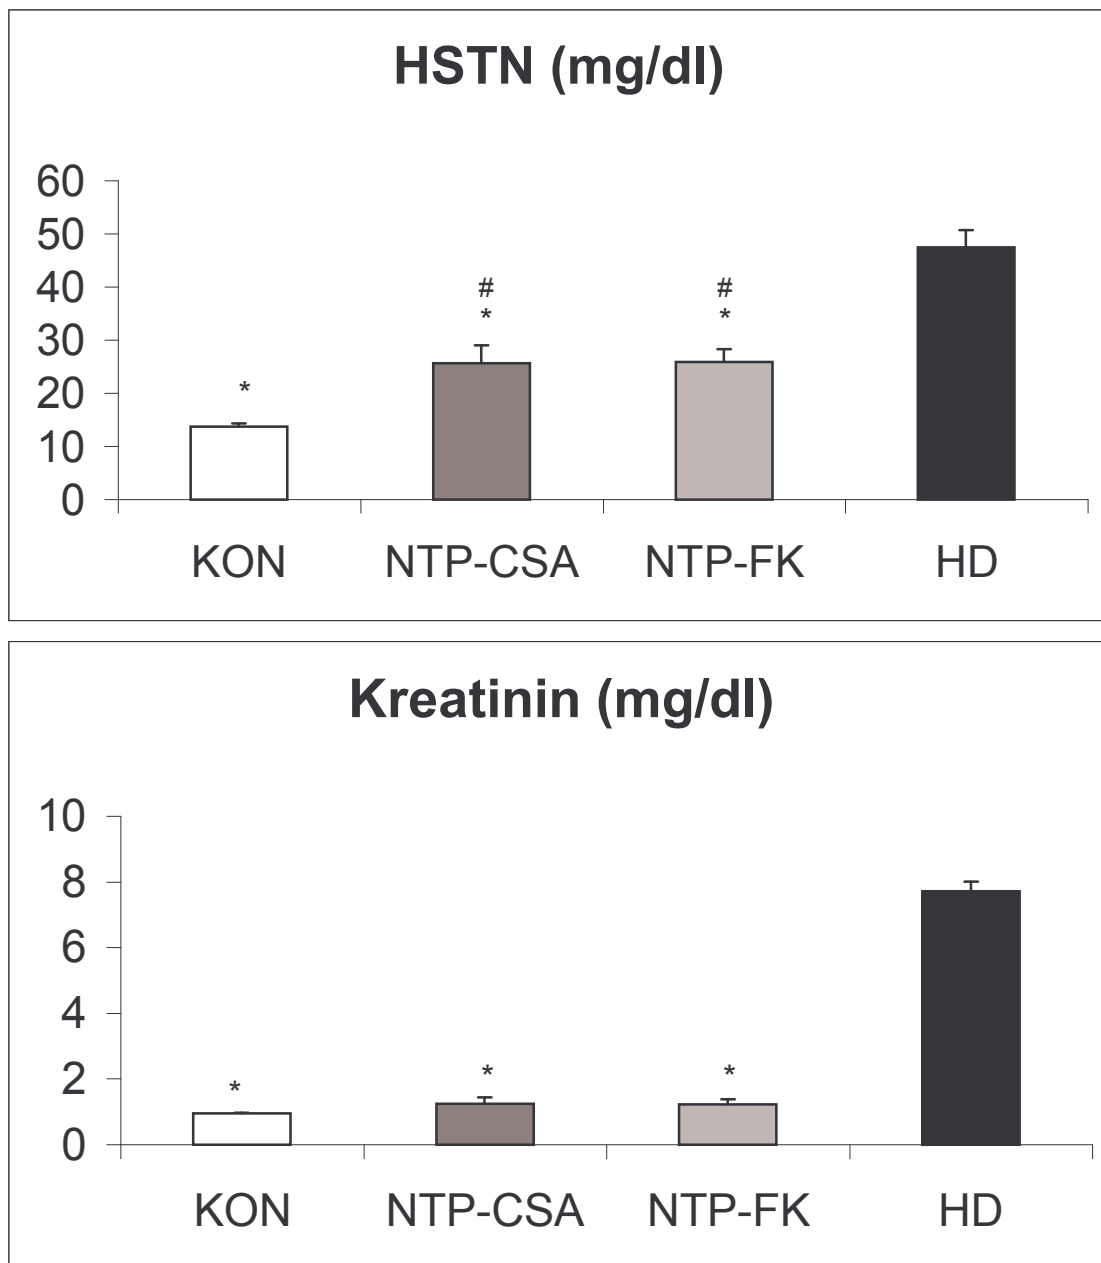 HSTN (mg/dl)
60
50
40
30
20
10
0
# #
* * *
KON NTP-CSA NTP-FK HD
Kreatinin (mg/dl)
10
8
6
4
2
0
* * *
KON NTP-CSA NTP-FK HD